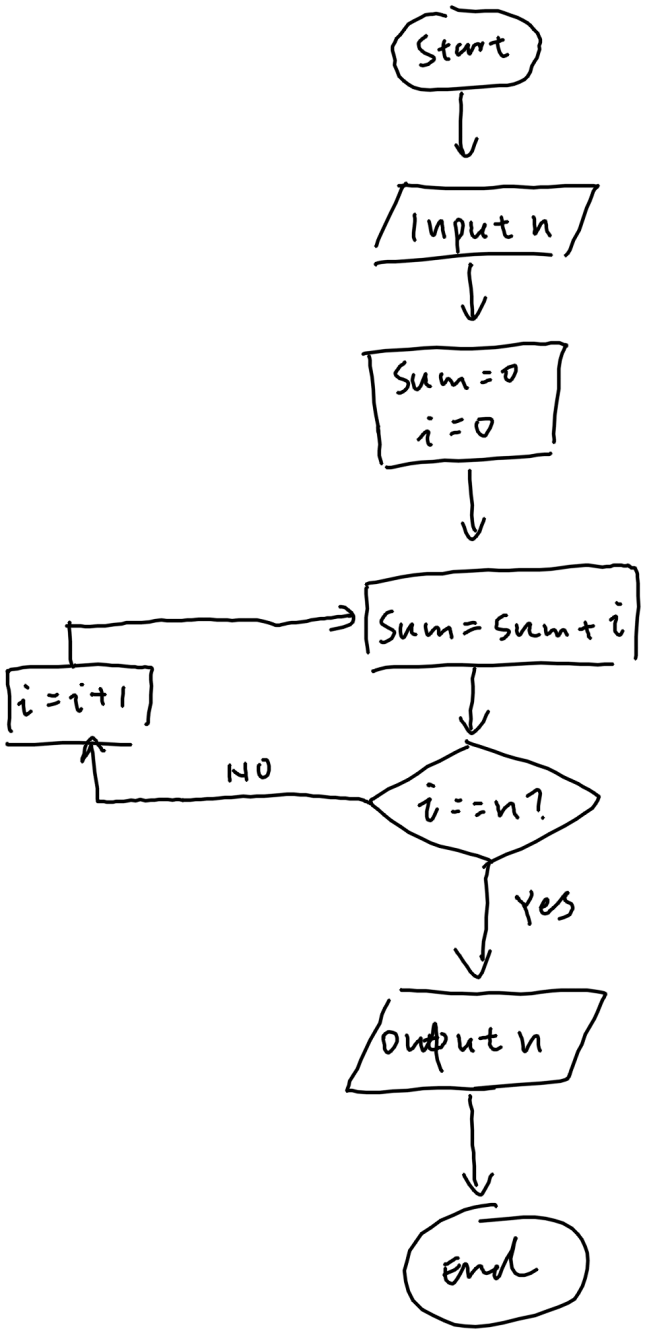 Start
Input n
Sum=0
i=0
Sum=Sum+i
i=i+1
NO
i==n?
Yes
Output n
End